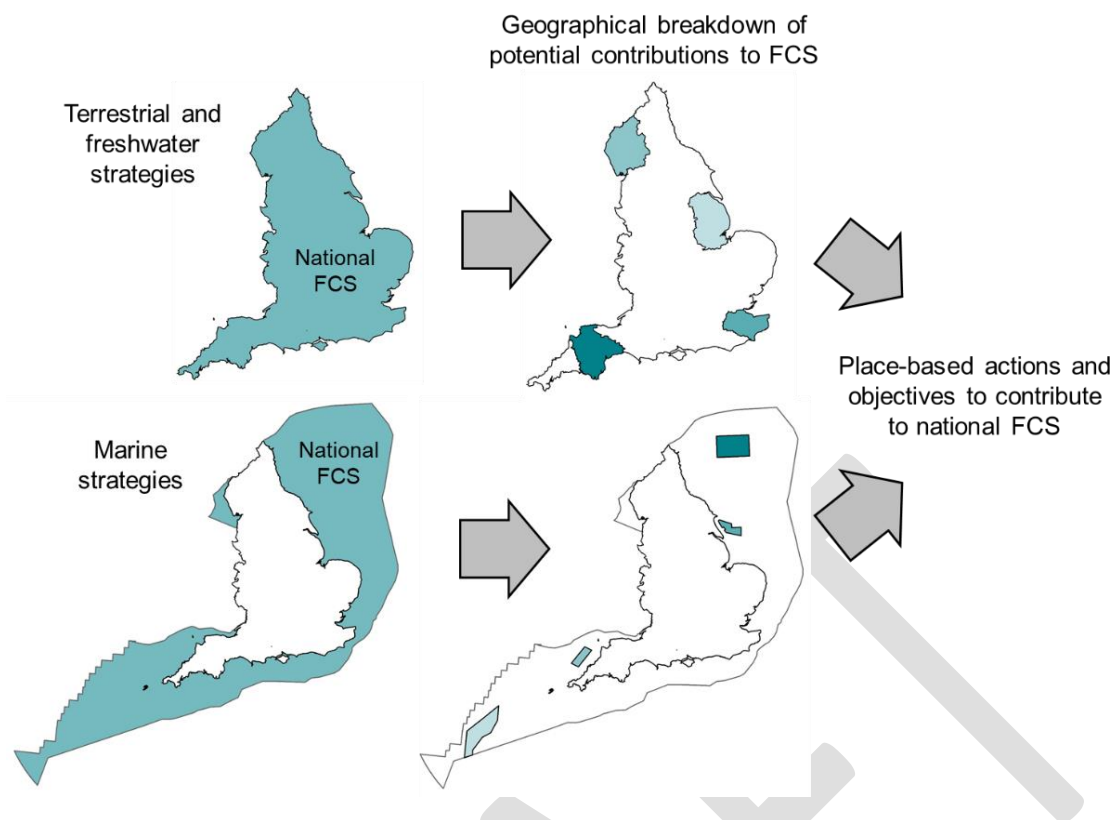 Geographical breakdown of
potential contributions to FCS
Terrestrial and
freshwater
strategies
National
FCS
Place-based actions and
objectives to contribute
to national FCS
Marine
strategies
National
FCS